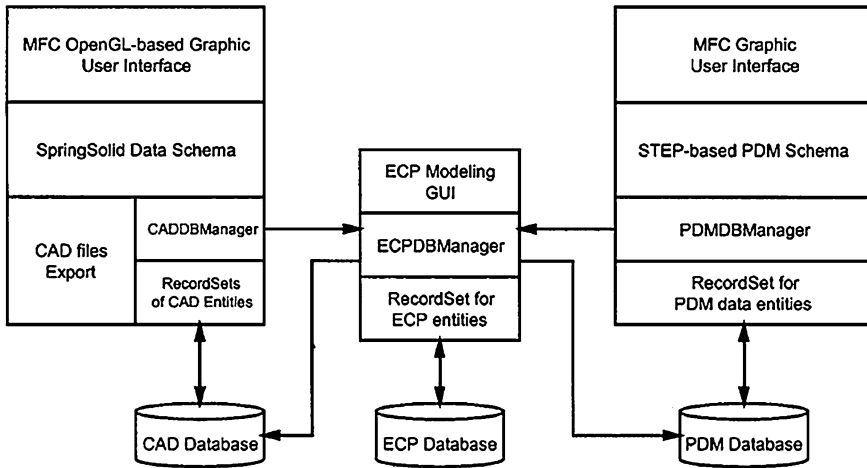 MFC OpenGL-based Graphic
User Interface
SpringSolid Data Schema
CAD files
Export
CADDBManager
RecordSets
of CAD Entities
CAD Database
ECP Modeling
GUI
ECPDBManager
RecordSet for
ECP entities
ECP Database
MFC Graphic
User Interface
STEP-based PDM Schema
PDMDBManager
RecordSet for
PDM data entities
PDM Database